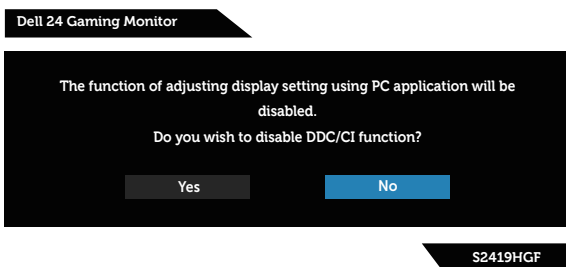 Dell 24 Gaming Monitor
The function of adjusting display setting using PC application will be
disabled.
Do you wish to disable DDC/CI function?
Yes
No
S2419HGF